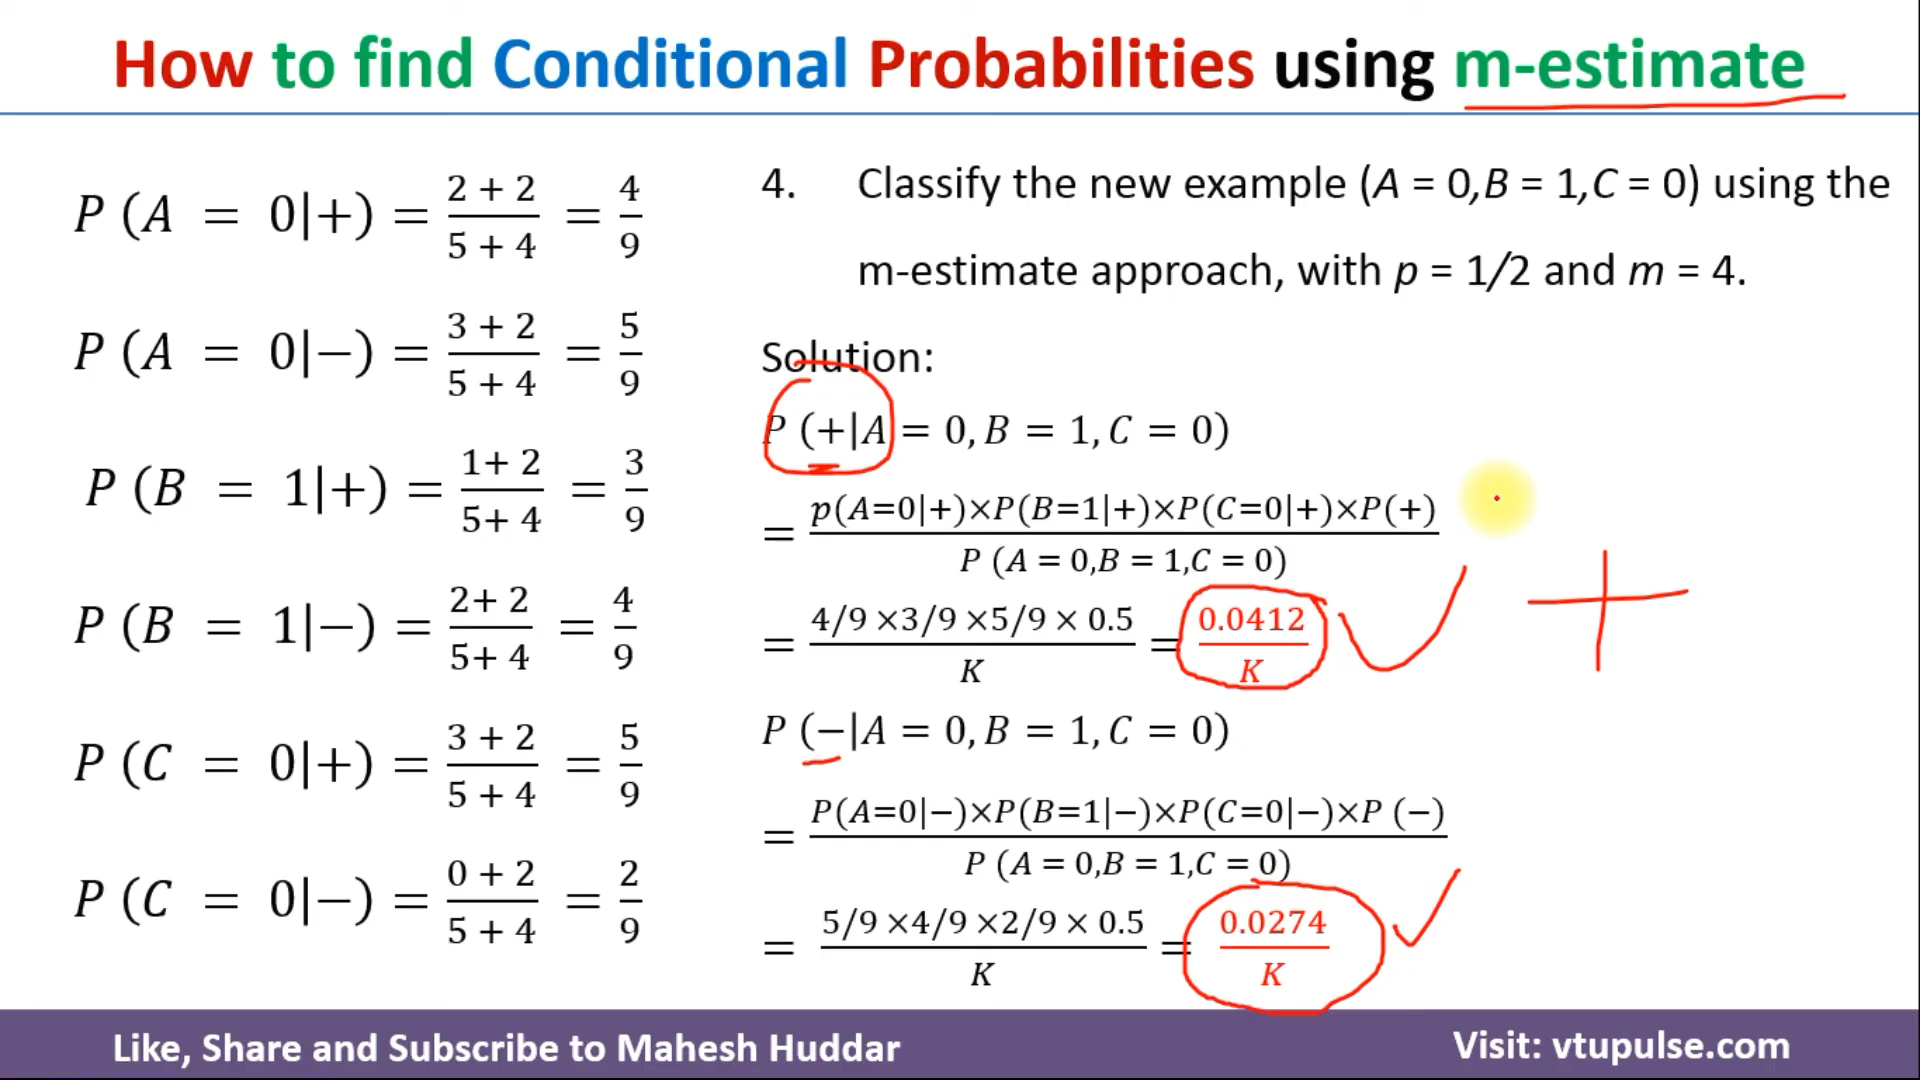 How to find Conditional Probabilities using m-estimate
P (A = 0|+) = (2 + 2)/(5 + 4) = 4/9
P (A = 0|−) = (3 + 2)/(5 + 4) = 5/9
P (B = 1|+) = (1+ 2)/(5+ 4) = 3/9
P (B = 1|−) = (2+ 2)/(5+ 4) = 4/9
P (C = 0|+) = (3 + 2)/(5 + 4) = 5/9
P (C = 0|−) = (0 + 2)/(5 + 4) = 2/9
4. Classify the new example (A = 0,B = 1,C = 0) using the
m-estimate approach, with p = 1/2 and m = 4.
Solution:
P (+|A = 0, B = 1, C = 0)
= p(A=0|+)×P(B=1|+)×P(C=0|+)×P(+) / P (A = 0,B = 1,C = 0)
= 4/9 ×3/9 ×5/9 × 0.5 / K = 0.0412 / K
+
P (−|A = 0, B = 1, C = 0)
= P(A=0|−)×P(B=1|−)×P(C=0|−)×P (−) / P (A = 0,B = 1,C = 0)
= 5/9 ×4/9 ×2/9 × 0.5 / K = 0.0274 / K
Like, Share and Subscribe to Mahesh Huddar
Visit: vtupulse.com